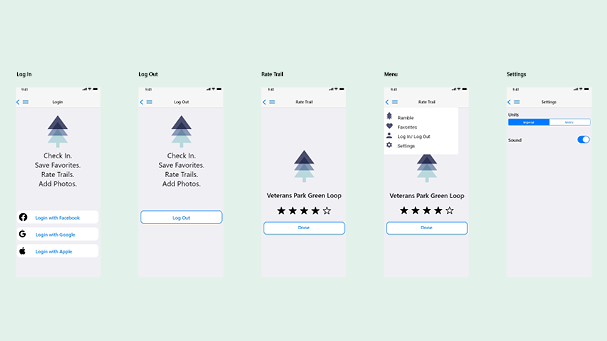 Log In
9:41
Login
Check In.
Save Favorites.
Rate Trails.
Add Photos.
Login with Facebook
Login with Google
Login with Apple
Log Out
9:41
Log Out
Check In.
Save Favorites.
Rate Trails.
Add Photos.
Log Out
Rate Trail
9:41
Rate Trail
Veterans Park Green Loop
Done
Menu
9:41
Rate Trail
Ramble
Favorites
Log In/ Log Out
Settings
Veterans Park Green Loop
Done
Settings
9:41
Settings
Units
Sound